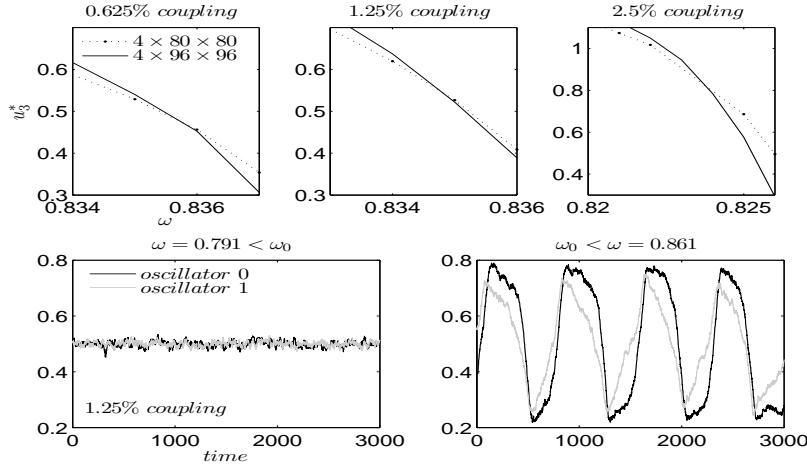 0.625% coupling
1.25% coupling
2.5% coupling
4 × 80 × 80
4 × 96 × 96
0.6
0.5
0.4
0.3
u₃*
0.834
0.836
ω
0.6
0.5
0.4
0.3
0.834
0.836
1
0.8
0.6
0.4
0.82
0.825
ω = 0.791 < ω₀
0.8
0.6
0.4
0.2
oscillator 0
oscillator 1
1.25% coupling
0
1000
2000
3000
time
ω₀ < ω = 0.861
0.8
0.6
0.4
0.2
0
1000
2000
3000